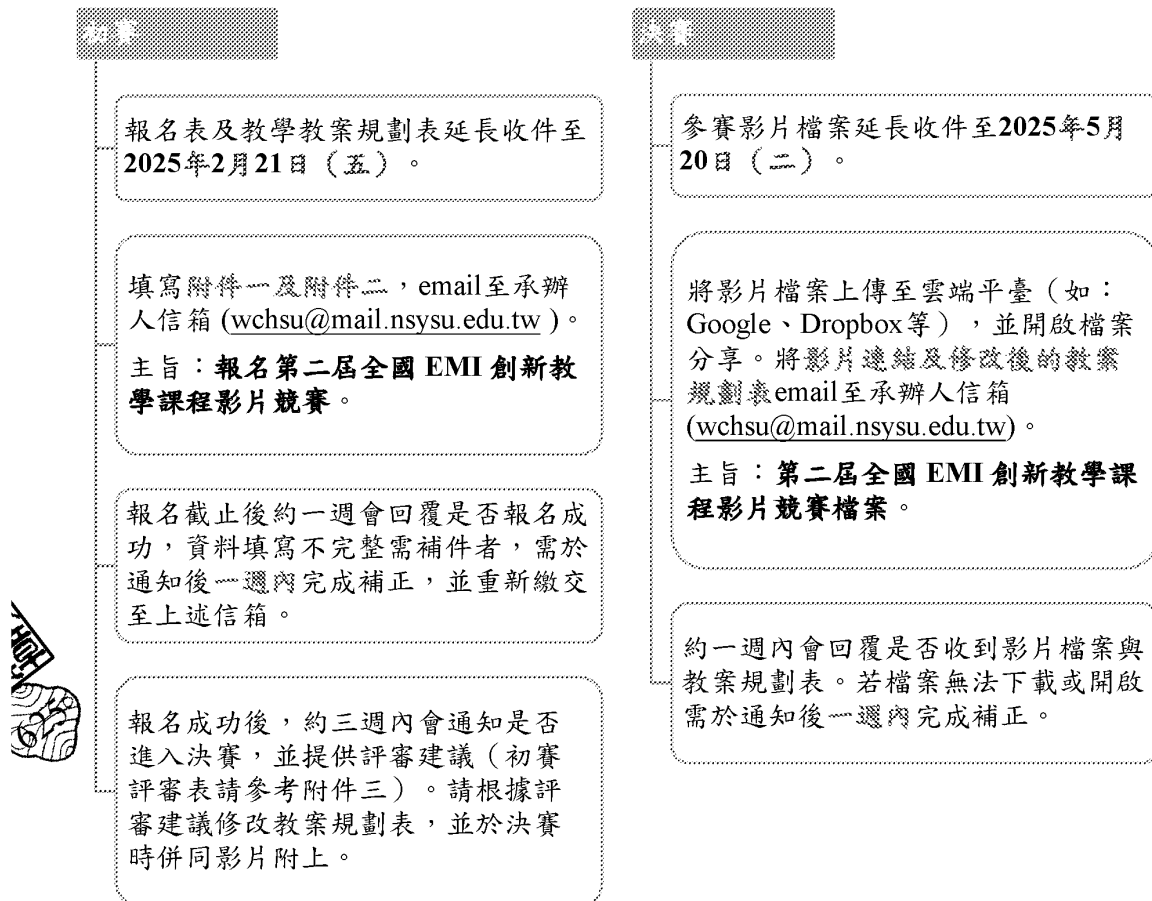 初賽
報名表及教學教案規劃表延長收件至
2025年2月21日（五）。
填寫附件一及附件二，email至承辦
人信箱 (wchsu@mail.nsysu.edu.tw )。
主旨：報名第二屆全國 EMI 創新教
學課程影片競賽。
報名截止後約一週會回覆是否報名成
功，資料填寫不完整需補件者，需於
通知後一週內完成補正，並重新繳交
至上述信箱。
報名成功後，約三週內會通知是否
進入決賽，並提供評審建議（初賽
評審表請參考附件三）。請根據評
審建議修改教案規劃表，並於決賽
時併同影片附上。
決賽
參賽影片檔案延長收件至2025年5月
20日（二）。
將影片檔案上傳至雲端平臺（如：
Google、Dropbox等），並開啟檔案
分享。將影片連結及修改後的教案
規劃表email至承辦人信箱
(wchsu@mail.nsysu.edu.tw)。
主旨：第二屆全國 EMI 創新教學課
程影片競賽檔案。
約一週內會回覆是否收到影片檔案與
教案規劃表。若檔案無法下載或開啟
需於通知後一週內完成補正。